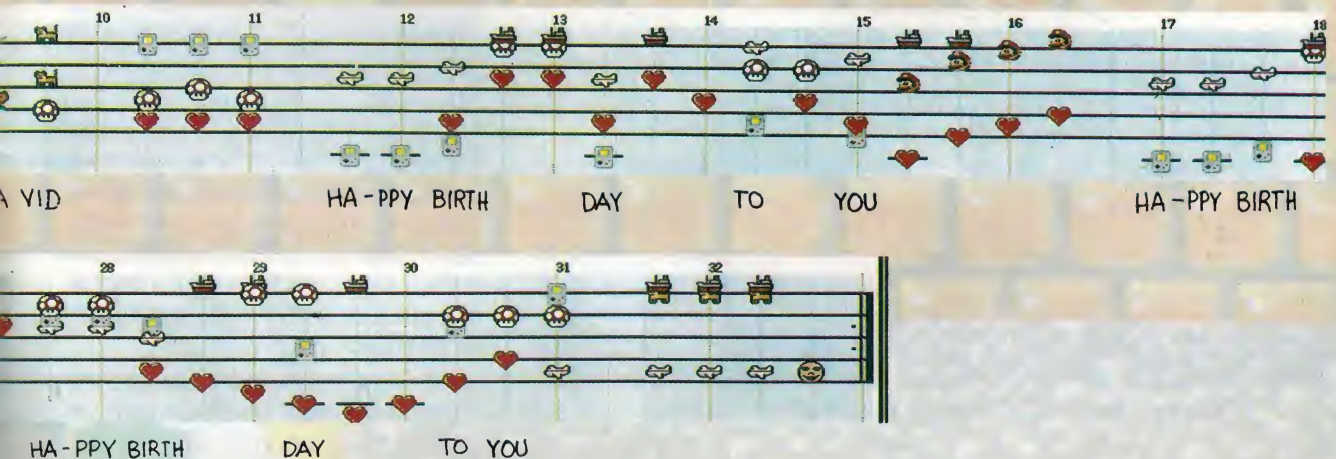 10 11 12 13 14 15 16 17 18
A VID HA-PPY BIRTH DAY TO YOU HA-PPY BIRTH
28 29 30 31 32
HA-PPY BIRTH DAY TO YOU